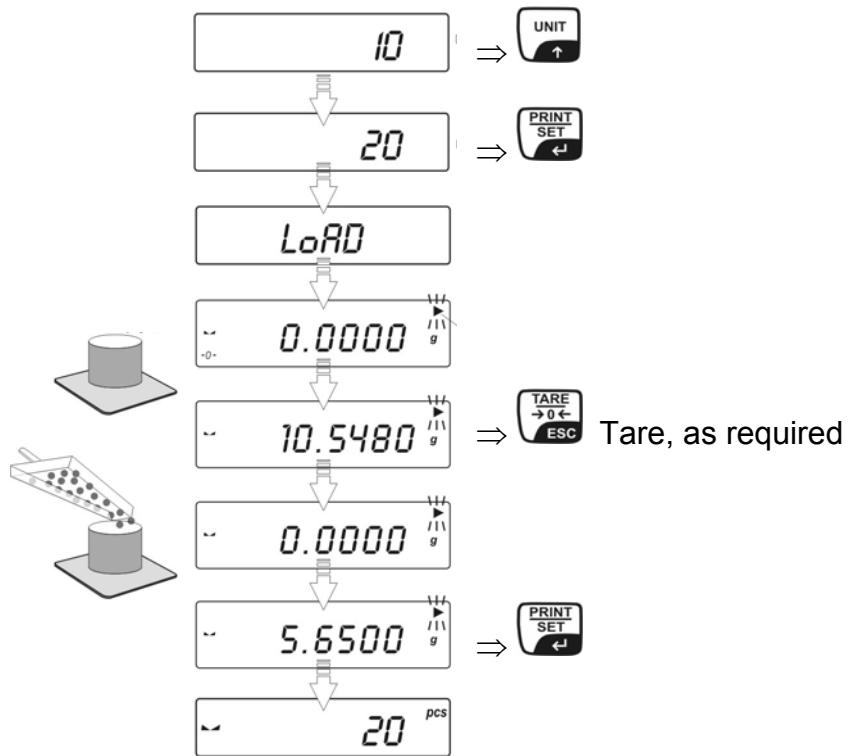 10
⇒ UNIT
↑
20
⇒ PRINT
SET
↵
LoAD
0.0000 g
-0-
10.5480 g
⇒ TARE
→0←
ESC
Tare, as required
0.0000 g
5.6500 g
⇒ PRINT
SET
↵
20 pcs